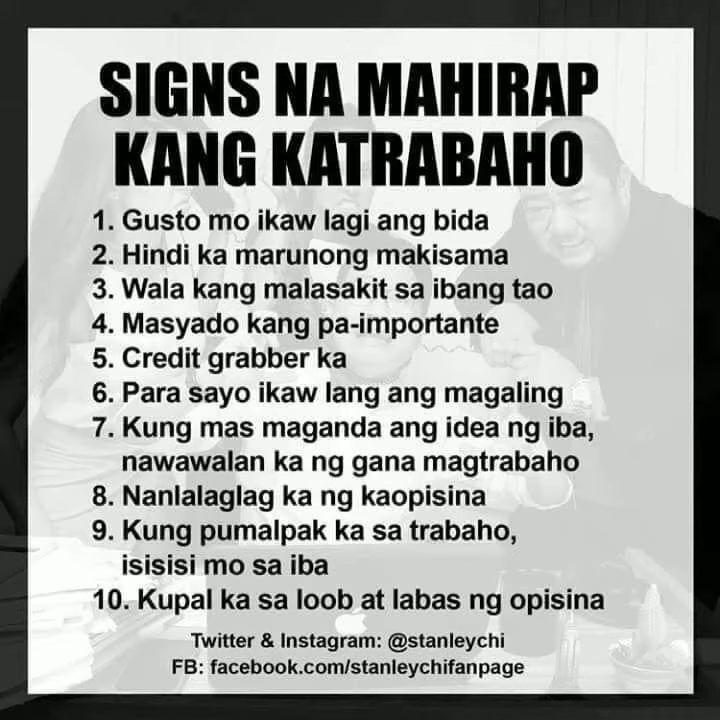 SIGNS NA MAHIRAP
KANG KATRABAHO
1. Gusto mo ikaw lagi ang bida
2. Hindi ka marunong makisama
3. Wala kang malasakit sa ibang tao
4. Masyado kang pa-importante
5. Credit grabber ka
6. Para sayo ikaw lang ang magaling
7. Kung mas maganda ang idea ng iba,
nawawalan ka ng gana magtrabaho
8. Nanlalaglag ka ng kaopisina
9. Kung pumalpak ka sa trabaho,
isisisi mo sa iba
10. Kupal ka sa loob at labas ng opisina
Twitter & Instagram: @stanleychi
FB: facebook.com/stanleychifanpage